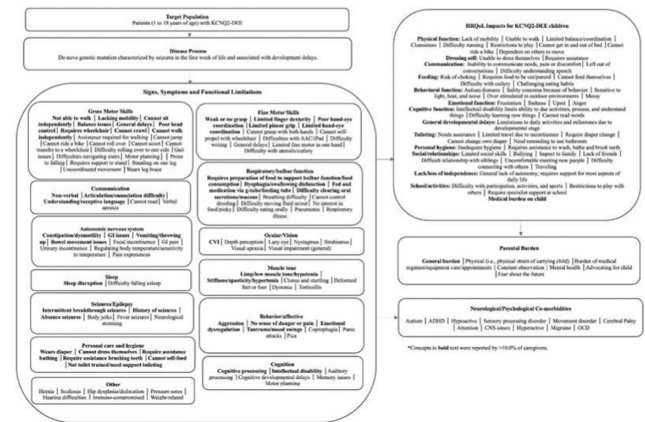 Target Population
Patients (1 to 18 years of age) with KCNQ2-DEE
Disease Process
De-novo genetic mutation characterized by seizures in the first week of life and associated with development delays.
Signs, Symptoms and Functional Limitations
Gross Motor Skills
Not able to walk | Lacking mobility | Cannot sit
independently | Balance issues | General delays | Poor head
control | Requires wheelchair | Cannot crawl | Cannot walk
independently | Assistance required for walking | Cannot jump
| Cannot ride a bike | Cannot roll over | Cannot scoot | Cannot
transfer to a wheelchair | Difficulty rolling over to one side | Gait
issues | Difficulties navigating stairs | Motor planning | Prone
to falling | Requires support to stand | Standing on one leg
| Uncoordinated movement | Wears leg brace
Communication
Non-verbal | Articulation/enunciation difficulty |
Understanding/receptive language | Cannot read | Verbal
apraxia
Autonomic nervous system
Constipation/dysmotility | GI issues | Vomiting/throwing
up | Bowel movement issues | Fecal incontinence | GI pain |
Urinary incontinence | Regulating body temperature/sensitivity
to temperature | Pain experiences
Sleep
Sleep disruption | Difficulty falling asleep
Seizures/Epilepsy
Intermittent breakthrough seizures | History of seizures |
Absence seizures | Body jerks | Fever seizures | Neurological
storming
Personal care and hygiene
Wears diaper | Cannot dress themselves | Require assistance
bathing | Require assistance brushing teeth | Cannot self-feed
| Not toilet trained/need support toileting
Other
Hernia | Scoliosis | Hip dysplasia/dislocation | Pressure sores |
Hearing difficulties | Immuno-compromised | Weight-related
Fine Motor Skills
Weak or no grasp | Limited finger dexterity | Poor hand-eye
coordination | Limited pincer grip | Limited hand-eye
coordination | Cannot grasp with both hands | Cannot self-
propel with wheelchair | Difficulties with AAC/iPad | Difficulty
writing | General delays | Limited fine motor in one hand |
Difficulty with utensils/cutlery
Respiratory/bulbar function
Requires preparation of food to support bulbar function/food
consumption | Dysphagia/swallowing dysfunction | Fed and
medication via g-tube/feeding tube | Difficulty clearing oral
secretions/mucous | Breathing difficulty | Cannot control
drooling | Difficulty moving fluid in/out | No interest in
food/picky | Difficulty eating orally | Pneumonia | Respiratory
illness
Ocular/Vision
CVI | Depth perception | Lazy eye | Nystagmus | Strabismus |
Visual apraxia | Visual impairment (general)
Muscle tone
Limp/low muscle tone/hypotonia |
Stiffness/spasticity/hypertonia | Clonus and startling | Deformed
feet or foot | Dystonia | Torticollis
Behavior/affective
Aggression | No sense of danger or pain | Emotional
dysregulation | Tantrums/mood swings | Coprophagia | Panic
attacks | Pica
Cognition
Cognitive processing | Intellectual disability | Auditory
processing | Cognitive developmental delays | Memory issues |
Motor planning
HRQoL Impacts for KCNQ2-DEE children
Physical function: Lack of mobility | Unable to walk | Limited balance/coordination |
Clumsiness | Difficulty running | Restrictions to play | Cannot get in and out of bed | Cannot
ride a bike | Dependent on others to move
Dressing self: Unable to dress themselves | Requires assistance
Communication: Inability to communicate needs, pain or discomfort | Left out of
conversations | Difficulty understanding speech
Feeding: Risk of choking | Requires food to be cut/pureed | Cannot feed themselves |
Difficulty with cutlery | Challenging eating habits
Behavioral function: Autism-features | Safety concerns because of behavior | Sensitive to
light, heat, and noise | Over stimulated in outdoor environments | Messy
Emotional function: Frustration | Sadness | Upset | Anger
Cognitive function: Intellectual disability limits ability to due activities, process, and understand
things | Difficulty learning new things | Cannot read words
General developmental delays: Limitations to daily activities and milestones due to
developmental stage
Toileting: Needs assistance | Limited travel due to incontinence | Require diaper change |
Cannot change own diaper | Need reminding to use bathroom
Personal hygiene: Inadequate hygiene | Requires assistance to wash, bathe and brush teeth
Social/relationships: Limited social skills | Bullying | Impact to family | Lack of friends |
Difficult relationship with siblings | Uncomfortable meeting new people | Difficulty
connecting with others | Traveling
Lack/loss of independence: General lack of autonomy; requires support for most aspects of
daily life
School/activities: Difficulty with participation, activities, and sports | Restrictions to play with
others | Require specialist support at school
Medical burden on child
Parental Burden
General burden | Physical (i.e., physical strain of carrying child) | Burden of medical
regimen/equipment care/appointments | Constant observation | Mental health | Advocating for child
| Fear about the future
Neurological/Psychological Co-morbidities
Autism | ADHD | Hypoactive | Sensory processing disorder | Movement disorder | Cerebral Palsy
| Attention | CNS issues | Hyperactive | Migraine | OCD
*Concepts in bold text were reported by >10.0% of caregivers.